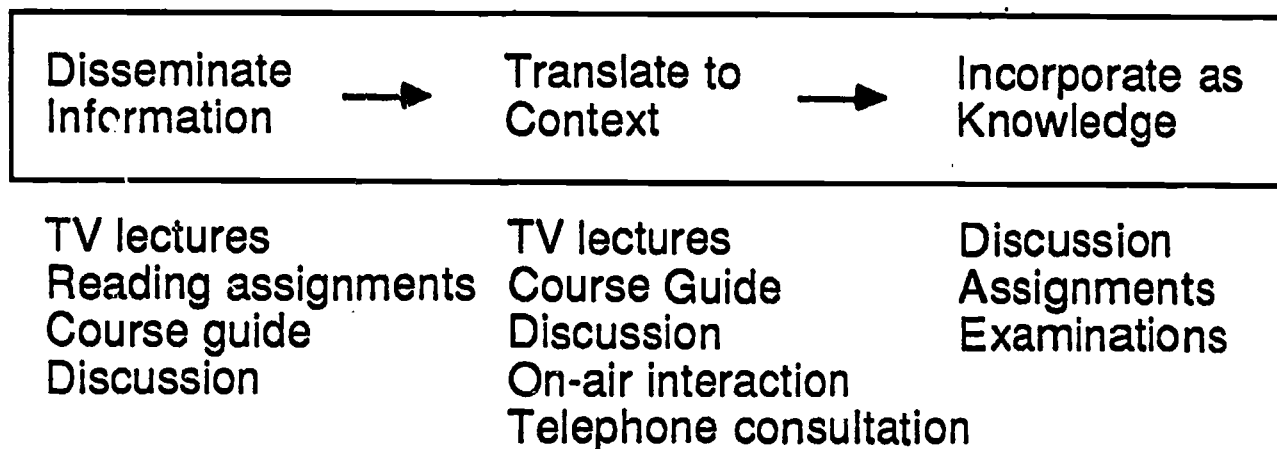 Disseminate
Information
Translate to
Context
Incorporate as
Knowledge
TV lectures
Reading assignments
Course guide
Discussion
TV lectures
Course Guide
Discussion
On-air interaction
Telephone consultation
Discussion
Assignments
Examinations